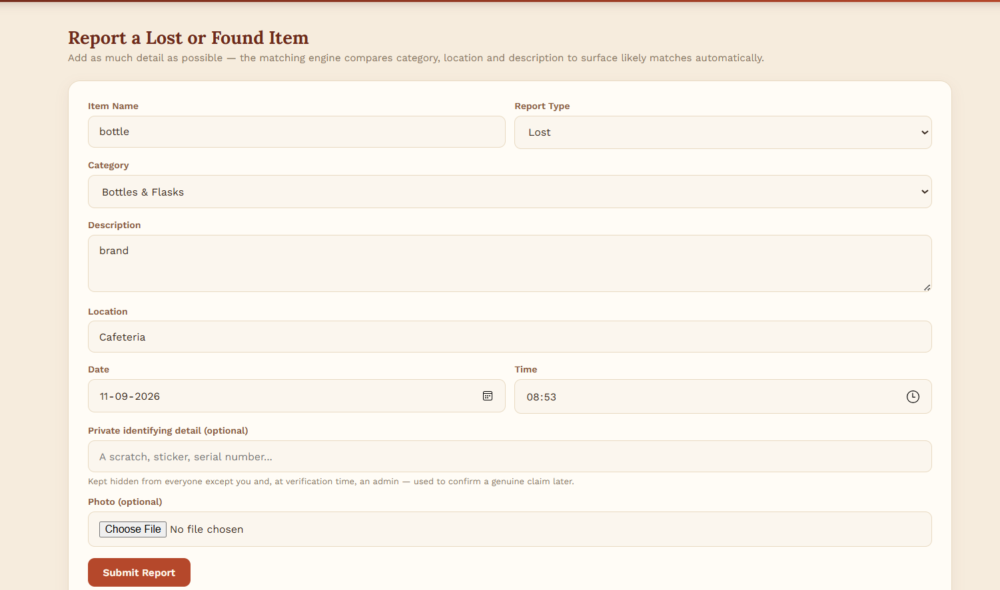 Report a Lost or Found Item
Add as much detail as possible — the matching engine compares category, location and description to surface likely matches automatically.
Item Name
bottle
Report Type
Lost
Category
Bottles & Flasks
Description
brand
Location
Cafeteria
Date
11-09-2026
Time
08:53
Private identifying detail (optional)
A scratch, sticker, serial number...
Kept hidden from everyone except you and, at verification time, an admin — used to confirm a genuine claim later.
Photo (optional)
Choose File No file chosen
Submit Report